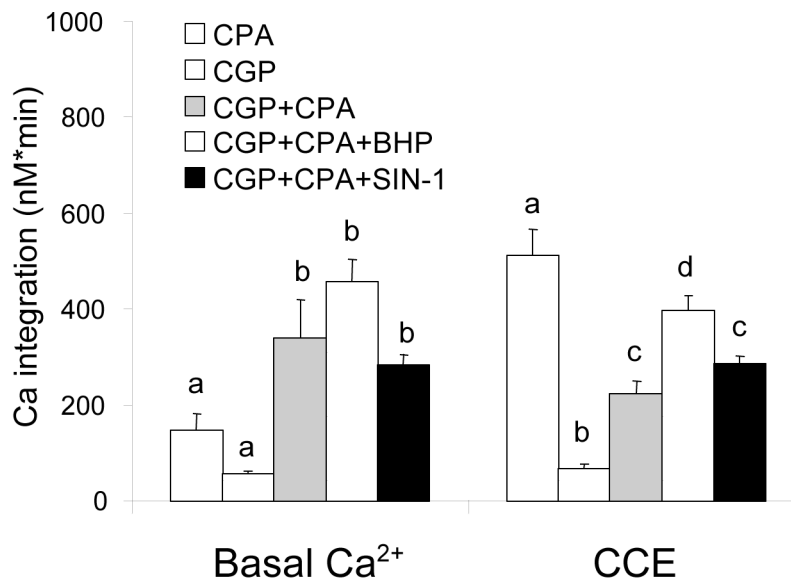 1000
800
600
400
200
0
Ca integration (nM*min)
CPA
CGP
CGP+CPA
CGP+CPA+BHP
CGP+CPA+SIN-1
a
a
b
b
b
a
b
c
d
c
Basal Ca²⁺
CCE